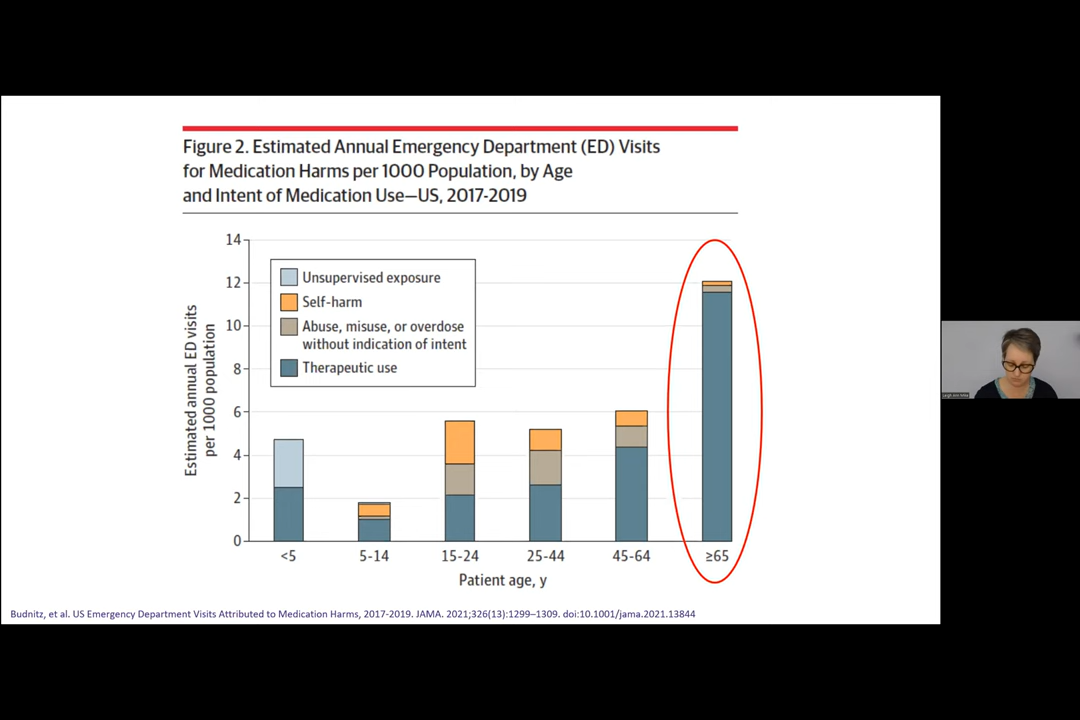 Figure 2. Estimated Annual Emergency Department (ED) Visits
for Medication Harms per 1000 Population, by Age
and Intent of Medication Use—US, 2017-2019
Estimated annual ED visits
per 1000 population
14
12
10
8
6
4
2
0
Unsupervised exposure
Self-harm
Abuse, misuse, or overdose
without indication of intent
Therapeutic use
<5
5-14
15-24
25-44
45-64
≥65
Patient age, y
Budnitz, et al. US Emergency Department Visits Attributed to Medication Harms, 2017-2019. JAMA. 2021;326(13):1299–1309. doi:10.1001/jama.2021.13844